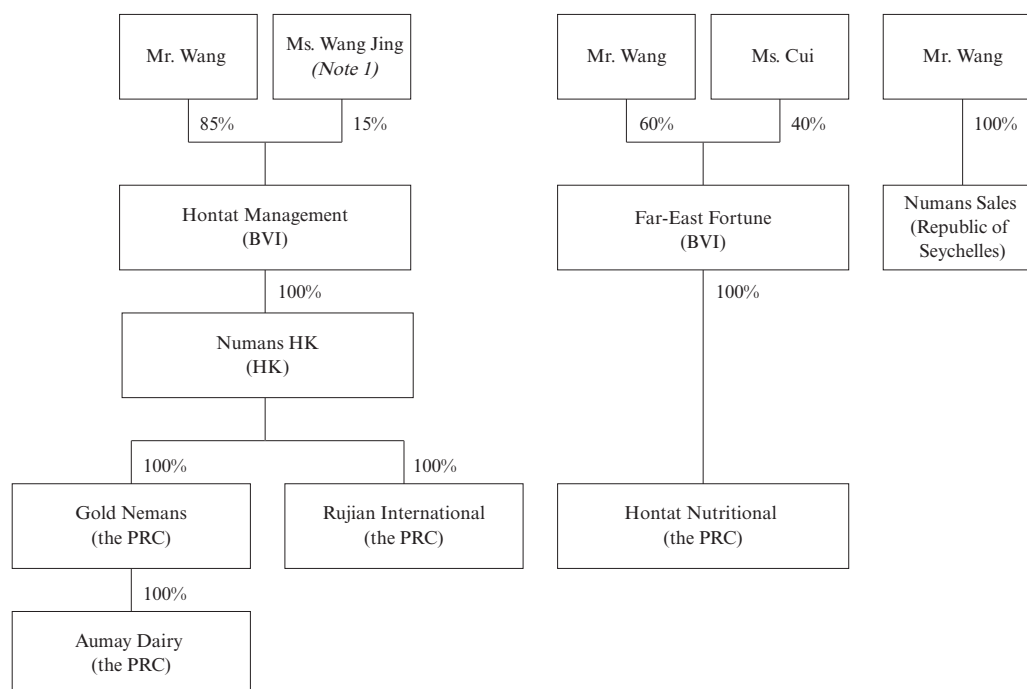 Mr. Wang
Ms. Wang Jing
(Note 1)
Mr. Wang
Ms. Cui
Mr. Wang
85%
15%
60%
40%
100%
Hontat Management
(BVI)
Far-East Fortune
(BVI)
Numans Sales
(Republic of
Seychelles)
100%
100%
Numans HK
(HK)
100%
100%
Gold Nemans
(the PRC)
Rujian International
(the PRC)
Hontat Nutritional
(the PRC)
100%
Aumay Dairy
(the PRC)